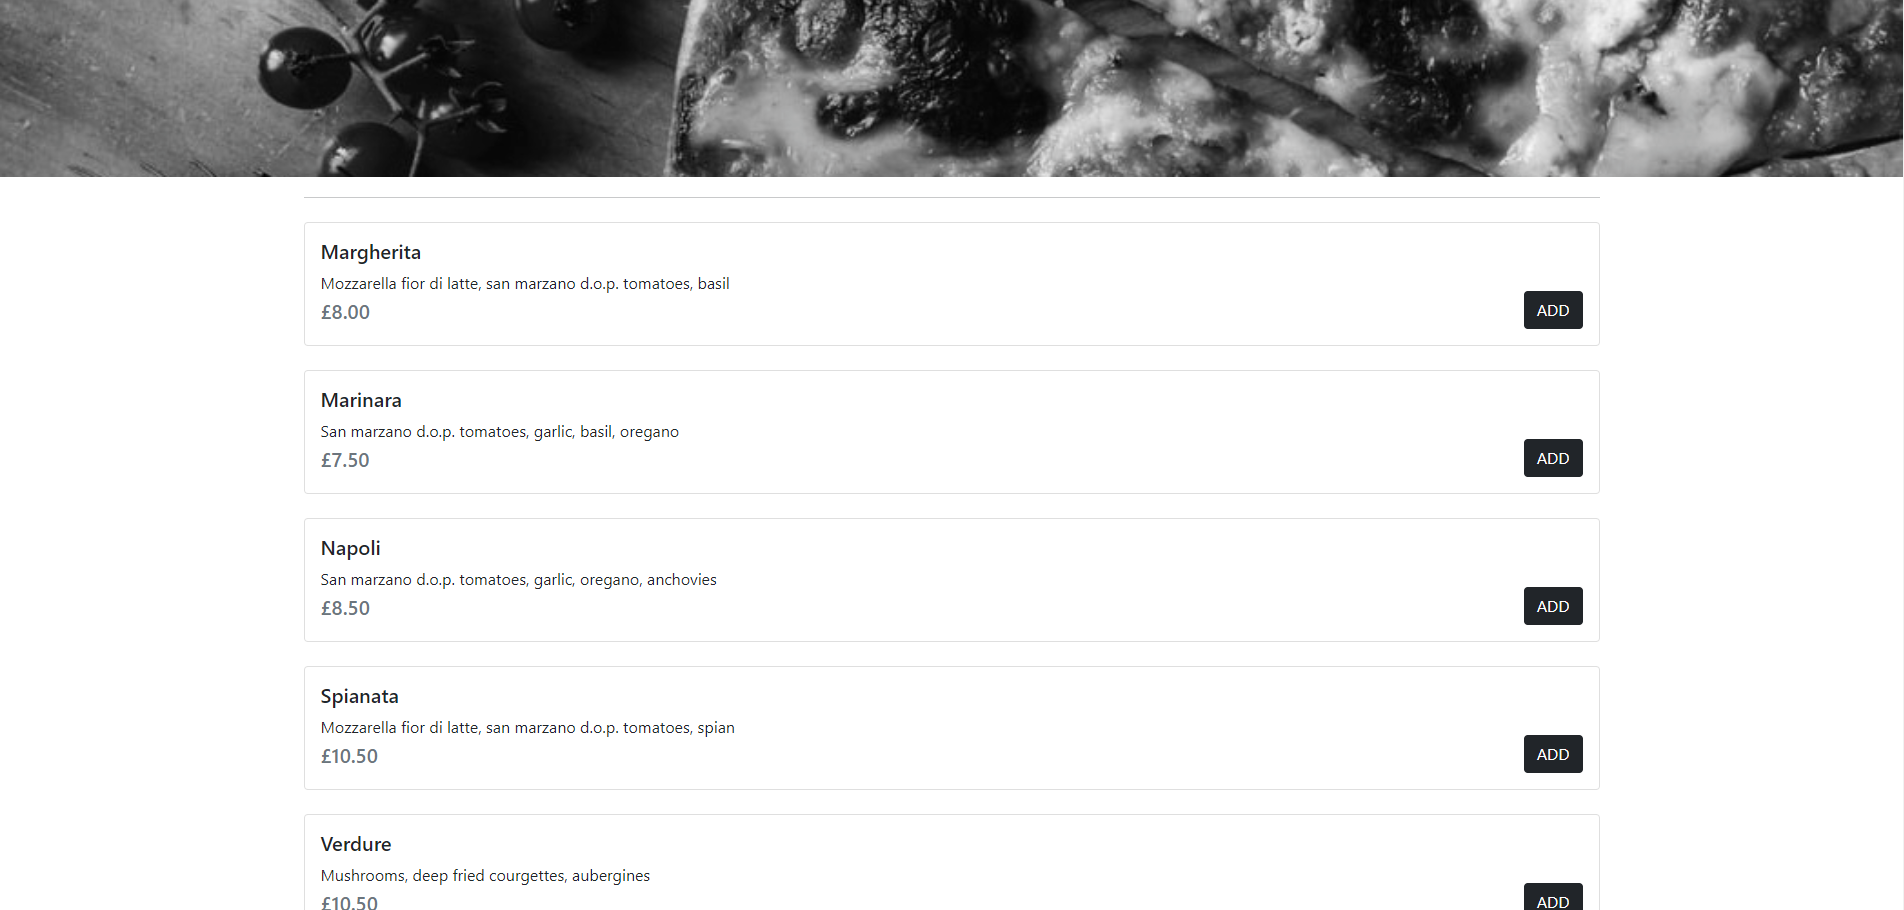 Margherita
Mozzarella fior di latte, san marzano d.o.p. tomatoes, basil
£8.00
ADD
Marinara
San marzano d.o.p. tomatoes, garlic, basil, oregano
£7.50
ADD
Napoli
San marzano d.o.p. tomatoes, garlic, oregano, anchovies
£8.50
ADD
Spianata
Mozzarella fior di latte, san marzano d.o.p. tomatoes, spian
£10.50
ADD
Verdure
Mushrooms, deep fried courgettes, aubergines
£10.50
ADD